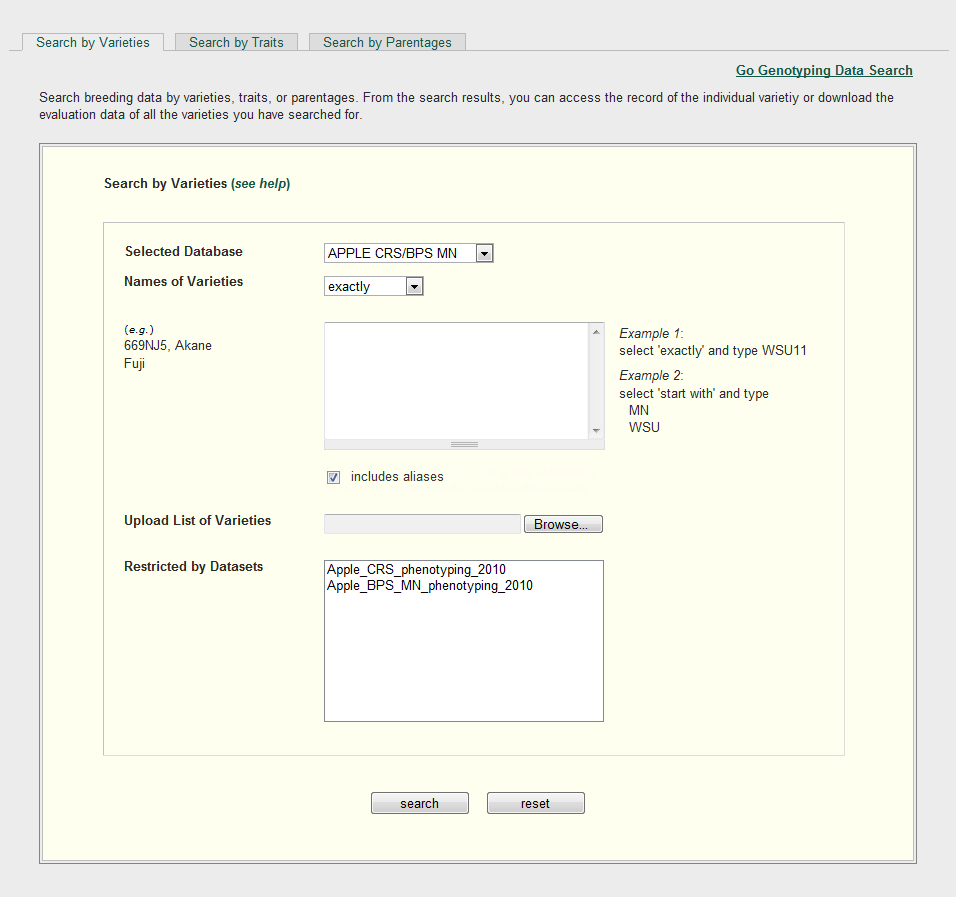 Search by Varieties
Search by Traits
Search by Parentages
Go Genotyping Data Search
Search breeding data by varieties, traits, or parentages. From the search results, you can access the record of the individual varietiy or download the
evaluation data of all the varieties you have searched for.
Search by Varieties (see help)
Selected Database
APPLE CRS/BPS MN
Names of Varieties
exactly
(e.g.)
669NJ5, Akane
Fuji
Example 1:
select 'exactly' and type WSU11
Example 2:
select 'start with' and type
MN
WSU
includes aliases
Upload List of Varieties
Browse...
Restricted by Datasets
Apple_CRS_phenotyping_2010
Apple_BPS_MN_phenotyping_2010
search
reset